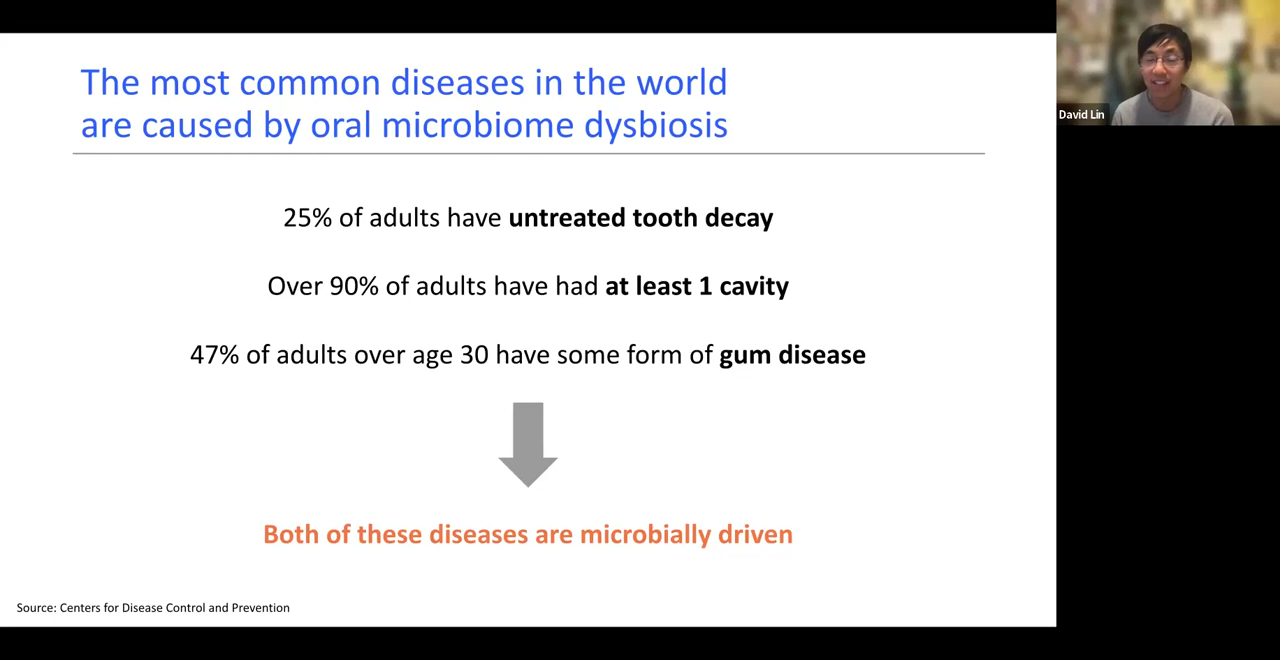 The most common diseases in the world
are caused by oral microbiome dysbiosis
25% of adults have untreated tooth decay
Over 90% of adults have had at least 1 cavity
47% of adults over age 30 have some form of gum disease
Both of these diseases are microbially driven
Source: Centers for Disease Control and Prevention
David Lin